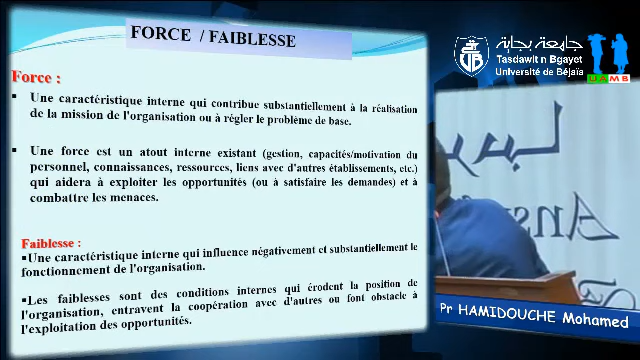 FORCE / FAIBLESSE
Force :
▪ Une caractéristique interne qui contribue substantiellement à la réalisation
de la mission de l'organisation ou à régler le problème de base.
▪ Une force est un atout interne existant (gestion, capacités/motivation du
personnel, connaissances, ressources, liens avec d'autres établissements, etc.)
qui aidera à exploiter les opportunités (ou à satisfaire les demandes) et à
combattre les menaces.
Faiblesse :
▪Une caractéristique interne qui influence négativement et substantiellement le
fonctionnement de l'organisation.
▪Les faiblesses sont des conditions internes qui érodent la position de
l'organisation, entravent la coopération avec d'autres ou font obstacle à
l'exploitation des opportunités.
جامعة بجاية
Tasdawit n Bgayet
Université de Béjaïa
UAMB
Pr HAMIDOUCHE Mohamed